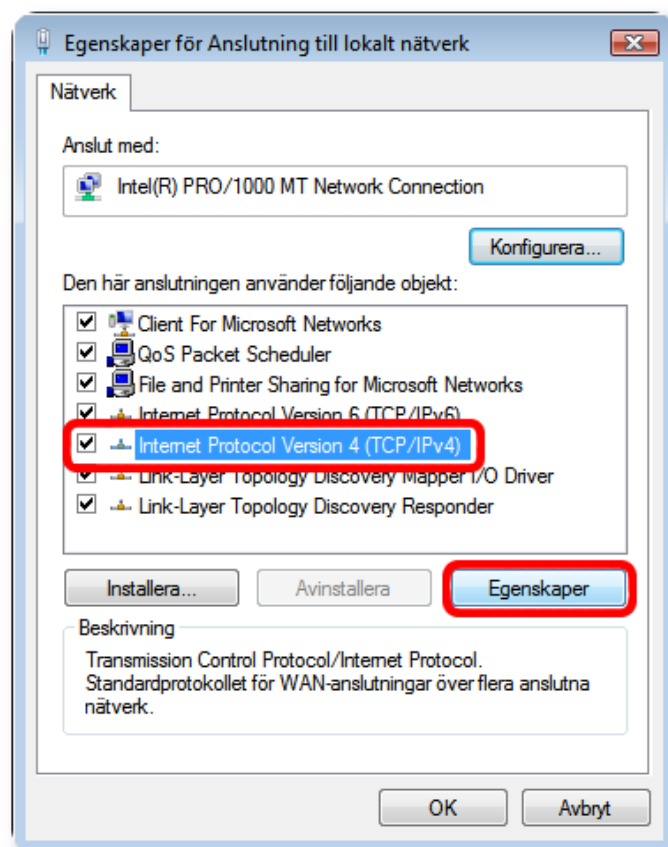 Egenskaper för Anslutning till lokalt nätverk
Nätverk
Anslut med:
Intel(R) PRO/1000 MT Network Connection
Konfigurera...
Den här anslutningen använder följande objekt:
Client For Microsoft Networks
QoS Packet Scheduler
File and Printer Sharing for Microsoft Networks
Internet Protocol Version 6 (TCP/IPv6)
Internet Protocol Version 4 (TCP/IPv4)
Link-Layer Topology Discovery Mapper I/O Driver
Link-Layer Topology Discovery Responder
Installera...
Avinstallera
Egenskaper
Beskrivning
Transmission Control Protocol/Internet Protocol.
Standardprotokollet för WAN-anslutningar över flera anslutna
nätverk.
OK
Avbryt